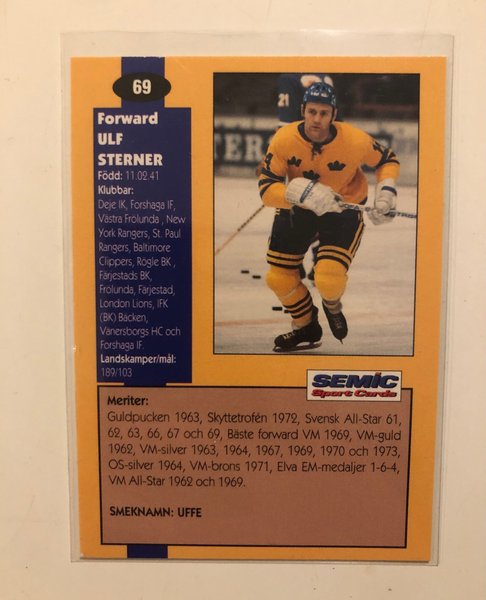 69
Forward
ULF
STERNER
Född: 11.02.41
Klubbar:
Deje IK, Forshaga IF,
Västra Frölunda , New
York Rangers, St. Paul
Rangers, Baltimore
Clippers, Rögle BK ,
Färjestads BK,
Frölunda, Färjestad,
London Lions, IFK
(BK) Bäcken,
Vänersborgs HC och
Forshaga IF.
Landskamper/mål:
189/103
21
SEMIC
Sport Cards
Meriter:
Guldpucken 1963, Skyttetrofén 1972, Svensk All-Star 61,
62, 63, 66, 67 och 69, Bäste forward VM 1969, VM-guld
1962, VM-silver 1963, 1964, 1967, 1969, 1970 och 1973,
OS-silver 1964, VM-brons 1971, Elva EM-medaljer 1-6-4,
VM All-Star 1962 och 1969.
SMEKNAMN: UFFE